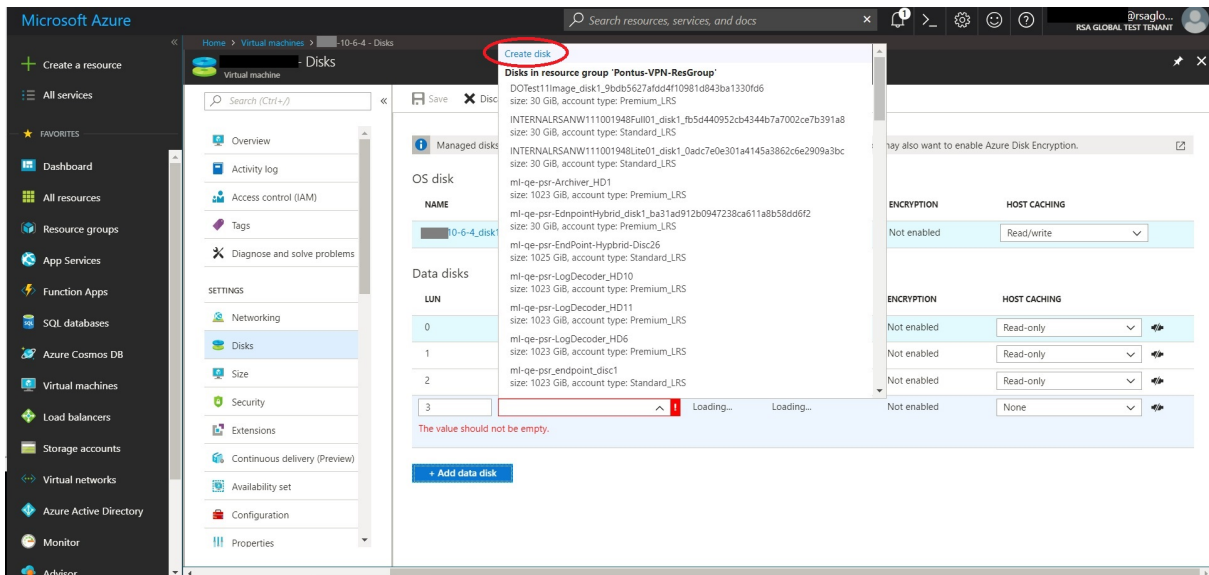 Microsoft Azure
Search resources, services, and docs
1
@rsaglo...
RSA GLOBAL TEST TENANT
Home > Virtual machines > -10-6-4 - Disks
- Disks
Virtual machine
Create a resource
All services
FAVORITES
Dashboard
All resources
Resource groups
App Services
Function Apps
SQL databases
Azure Cosmos DB
Virtual machines
Load balancers
Storage accounts
Virtual networks
Azure Active Directory
Monitor
Advisor
Search (Ctrl+/)
Overview
Activity log
Access control (IAM)
Tags
Diagnose and solve problems
SETTINGS
Networking
Disks
Size
Security
Extensions
Continuous delivery (Preview)
Availability set
Configuration
Properties
Save
Disc
Managed disks
may also want to enable Azure Disk Encryption.
OS disk
NAME
ENCRYPTION
HOST CACHING
10-6-4_disk1
Not enabled
Read/write
Data disks
LUN
ENCRYPTION
HOST CACHING
0
Not enabled
Read-only
1
Not enabled
Read-only
2
Not enabled
Read-only
3
Loading...
Loading...
Not enabled
None
The value should not be empty.
+ Add data disk
Create disk
Disks in resource group 'Pontus-VPN-ResGroup'
DOTest11Image_disk1_9bdb5627afdd4f10981d843ba1330fd6
size: 30 GiB, account type: Premium_LRS
INTERNALRSANW111001948Full01_disk1_fb5d440952cb4344b7a7002ce7b391a8
size: 30 GiB, account type: Standard_LRS
INTERNALRSANW111001948Lite01_disk1_0adc7e0e301a4145a3862c6e2909a3bc
size: 30 GiB, account type: Standard_LRS
ml-qe-psr-Archiver_HD1
size: 1023 GiB, account type: Premium_LRS
ml-qe-psr-EdnpointHybrid_disk1_ba31ad912b0947238ca611a8b58dd6f2
size: 30 GiB, account type: Premium_LRS
ml-qe-psr-EndPoint-Hypbrid-Disc26
size: 1025 GiB, account type: Standard_LRS
ml-qe-psr-LogDecoder_HD10
size: 1023 GiB, account type: Premium_LRS
ml-qe-psr-LogDecoder_HD11
size: 1023 GiB, account type: Premium_LRS
ml-qe-psr-LogDecoder_HD6
size: 1023 GiB, account type: Premium_LRS
ml-qe-psr_endpoint_disc1
size: 1023 GiB, account type: Standard_LRS